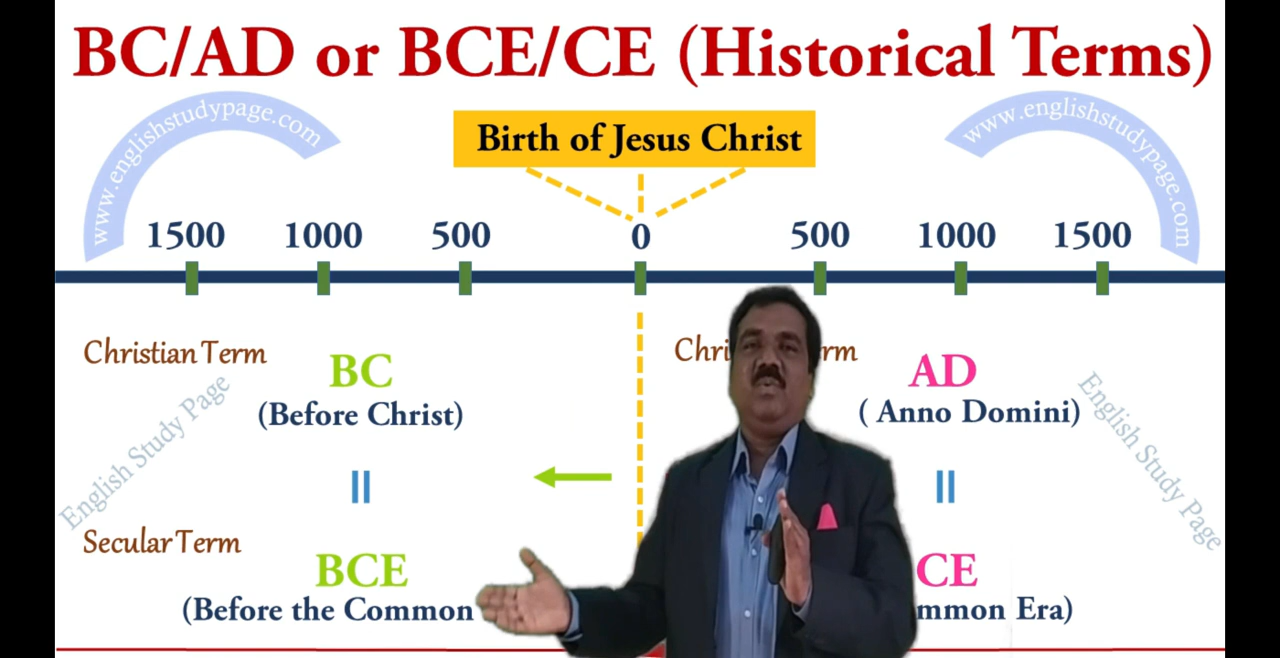 BC/AD or BCE/CE (Historical Terms)
www.englishstudypage.com
www.englishstudypage.com
Birth of Jesus Christ
1500 1000 500 0 500 1000 1500
Christian Term
BC
(Before Christ)
AD
( Anno Domini)
English Study Page
English Study Page
Secular Term
BCE
(Before the Common
CE
Era)